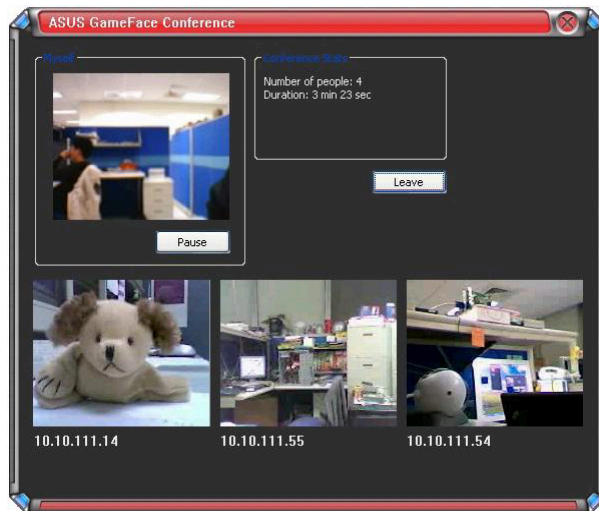 ASUS GameFace Conference
Myself
Conference Stats
Number of people: 4
Duration: 3 min 23 sec
Leave
Pause
10.10.111.14
10.10.111.55
10.10.111.54